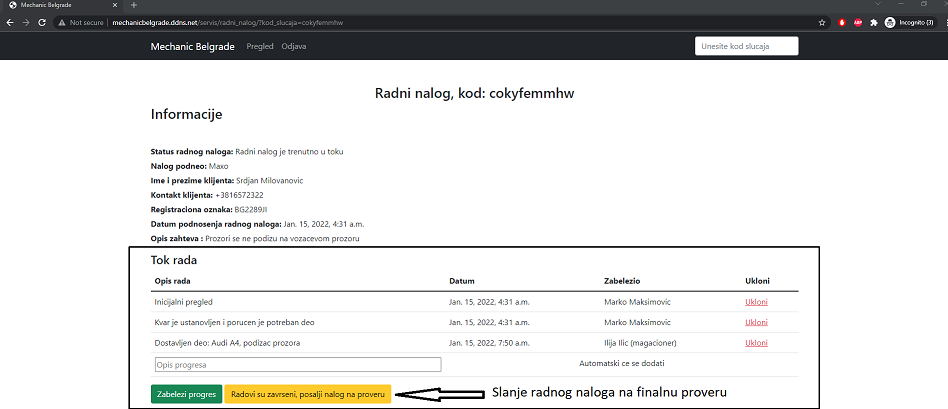 Mechanic Belgrade
Not secure mechanicbelgrade.ddns.net/servis/radni_nalog/?kod_slucaja=cokyfemmhw
ABP
Incognito (3)
Mechanic Belgrade Pregled Odjava Unesite kod slucaja
Radni nalog, kod: cokyfemmhw
Informacije
Status radnog naloga: Radni nalog je trenutno u toku
Nalog podneo: Maxo
Ime i prezime klijenta: Srdjan Milovanovic
Kontakt klijenta: +3816572322
Registraciona oznaka: BG2289JI
Datum podnosenja radnog naloga: Jan. 15, 2022, 4:31 a.m.
Opis zahteva : Prozori se ne podizu na vozacevom prozoru
Tok rada
Opis rada Datum Zabelezio Ukloni
Inicijalni pregled Jan. 15, 2022, 4:31 a.m. Marko Maksimovic Ukloni
Kvar je ustanovljen i porucen je potreban deo Jan. 15, 2022, 4:31 a.m. Marko Maksimovic Ukloni
Dostavljen deo: Audi A4, podizac prozora Jan. 15, 2022, 7:50 a.m. Ilija Ilic (magacioner) Ukloni
Opis progresa Automatski ce se dodati
Zabelezi progres Radovi su zavrseni, posalji nalog na proveru Slanje radnog naloga na finalnu proveru